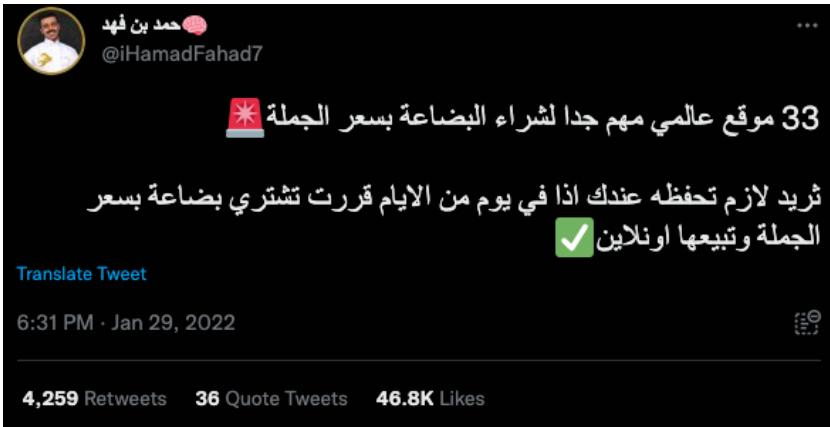 حمد بن فهد🧠
@iHamadFahad7
33 موقع عالمي مهم جدا لشراء البضاعة بسعر الجملة🚨
ثريد لازم تحفظه عندك اذا في يوم من الايام قررت تشتري بضاعة بسعر
الجملة وتبيعها اونلاين✅
Translate Tweet
6:31 PM · Jan 29, 2022
4,259 Retweets 36 Quote Tweets 46.8K Likes